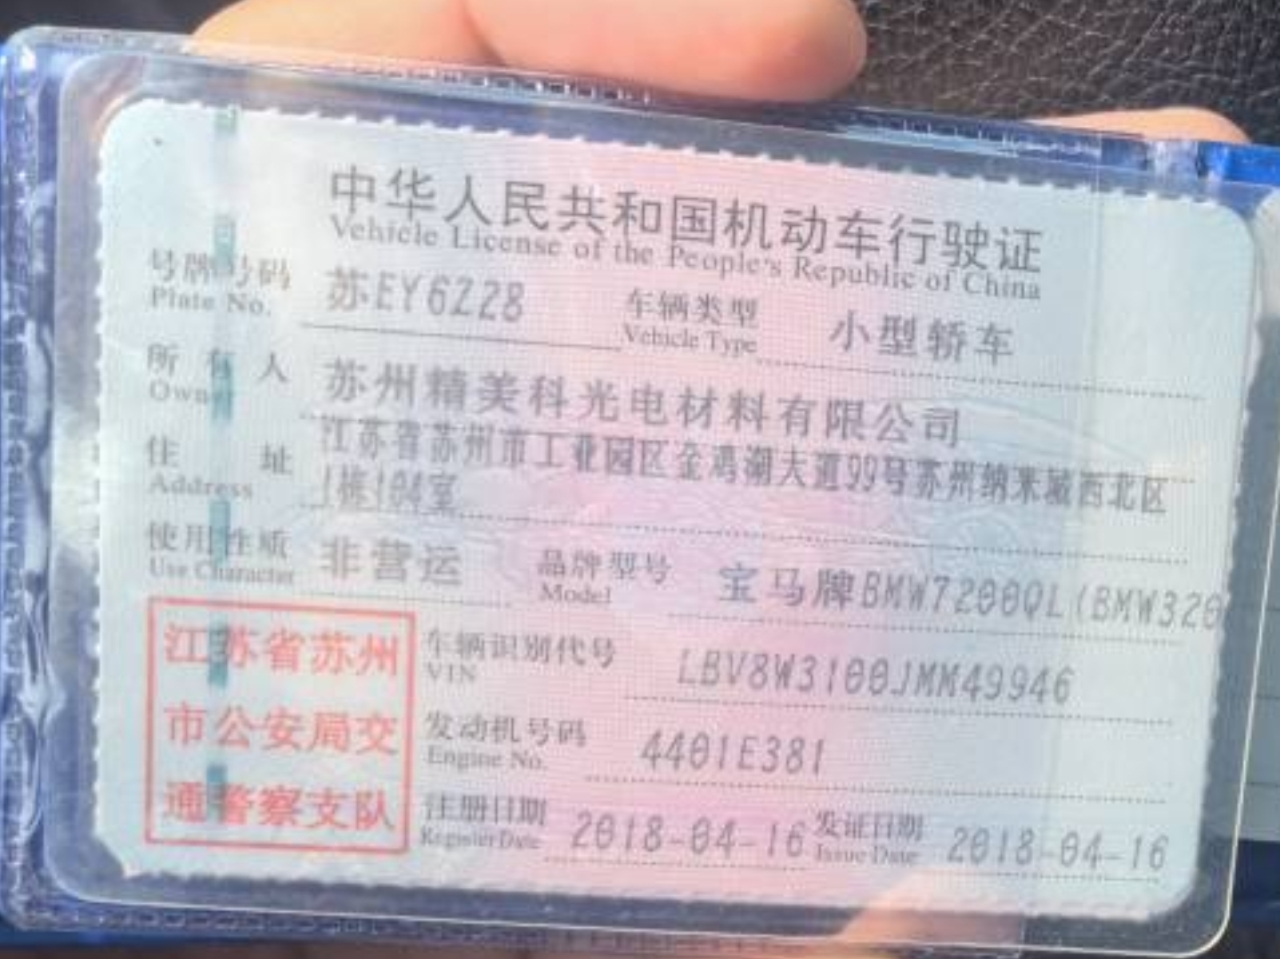 中华人民共和国机动车行驶证
Vehicle License of the People's Republic of China
号牌号码 苏EY6Z28 车辆类型 小型轿车
Plate No. Vehicle Type
所有人 苏州精美科光电材料有限公司
Owner
住址 江苏省苏州市工业园区金鸡湖大道99号苏州纳米城西北区
Address 1栋104室
使用性质 非营运 品牌型号 宝马牌BMW7200QL(BMW320
Use Character Model
江苏省苏州 车辆识别代号 LBV8W3100JMM49946
VIN
市公安局交 发动机号码 4401E381
Engine No.
通警察支队 注册日期 2018-04-16 发证日期 2018-04-16
Register Date Issue Date